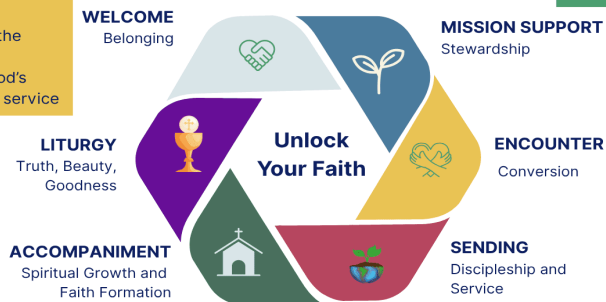 the
od's
service
WELCOME
Belonging
MISSION SUPPORT
Stewardship
LITURGY
Truth, Beauty,
Goodness
Unlock
Your Faith
ENCOUNTER
Conversion
ACCOMPANIMENT
Spiritual Growth and
Faith Formation
SENDING
Discipleship and
Service